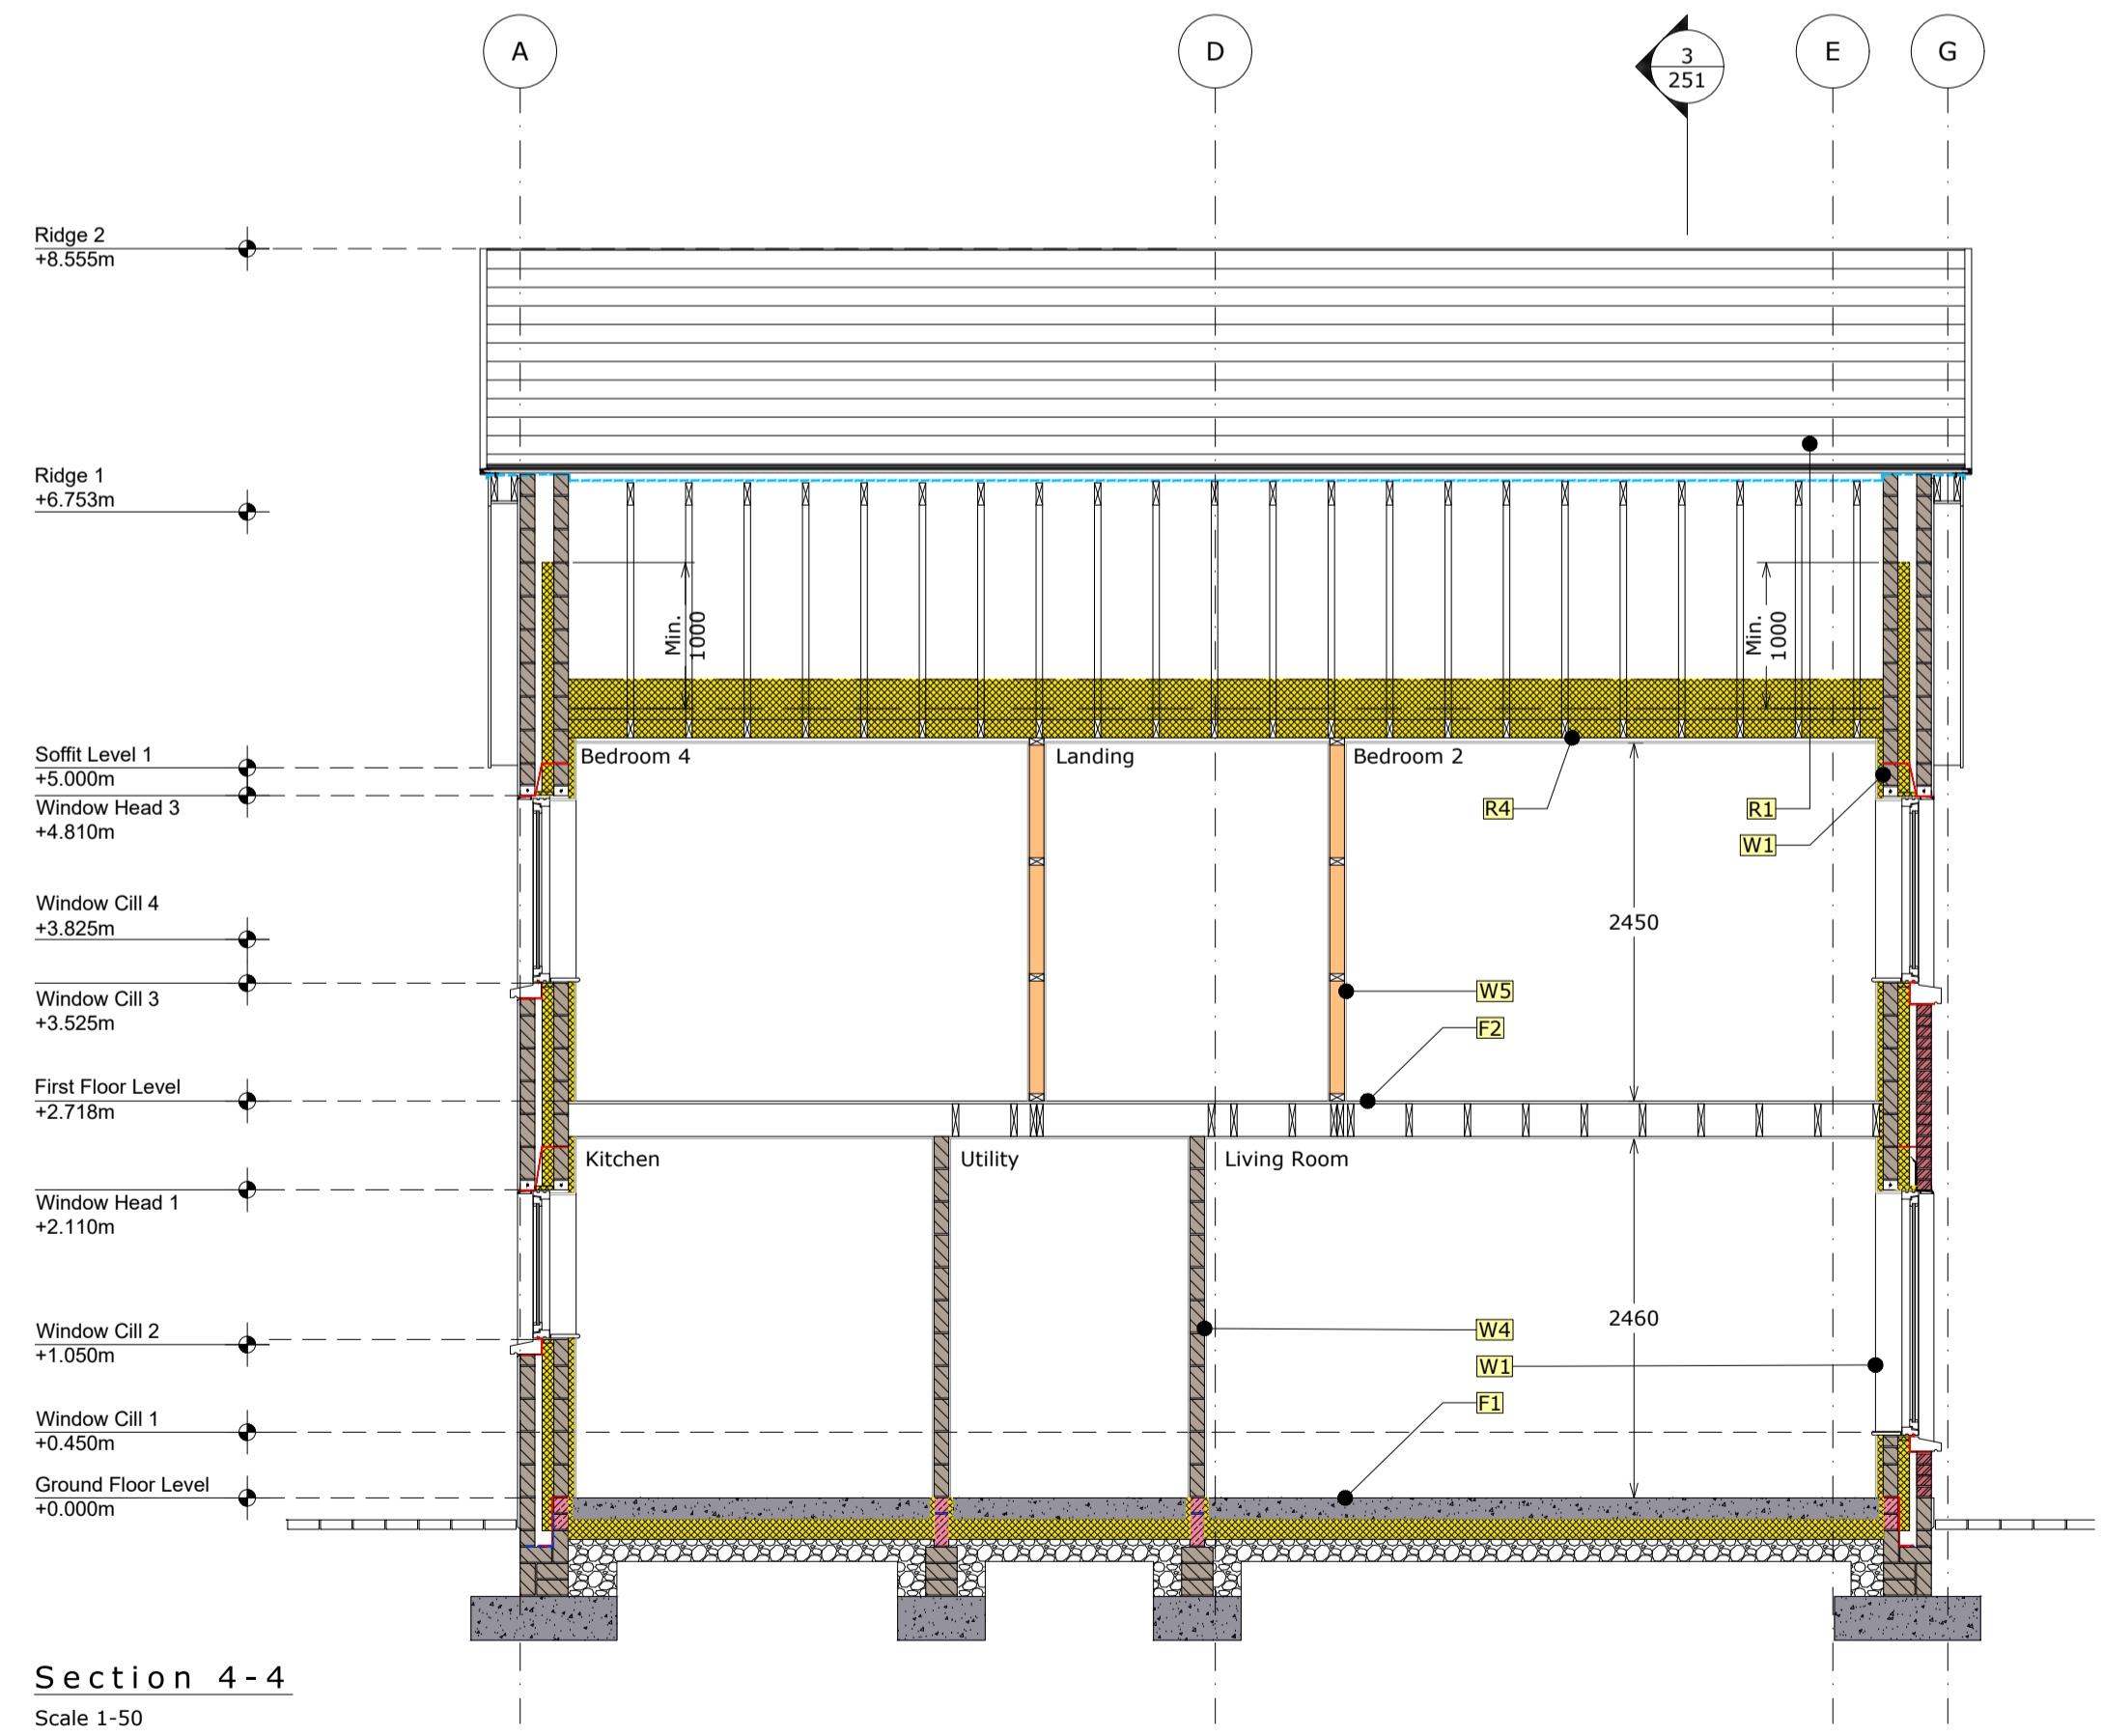 A
D
3
251
E
G
Ridge 2
+8.555m
Ridge 1
+6.753m
Min.
1000
Min.
1000
Soffit Level 1
+5.000m
Bedroom 4
Landing
Bedroom 2
Window Head 3
+4.810m
R4
R1
W1
Window Cill 4
+3.825m
2450
Window Cill 3
+3.525m
W5
F2
First Floor Level
+2.718m
Kitchen
Utility
Living Room
Window Head 1
+2.110m
2460
Window Cill 2
+1.050m
W4
W1
F1
Window Cill 1
+0.450m
Ground Floor Level
+0.000m
Section 4-4
Scale 1-50